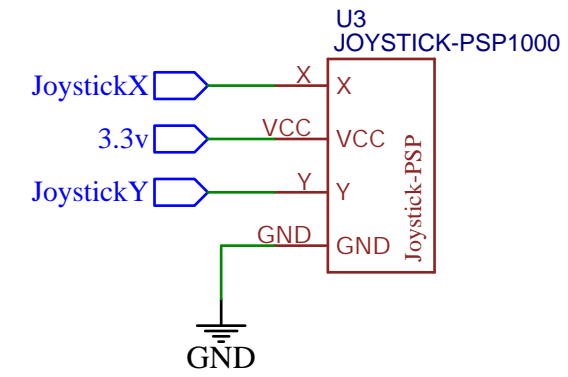 U3
JOYSTICK-PSP1000
JoystickX X X
3.3v VCC VCC
JoystickY Y Y
GND GND
Joystick-PSP
GND